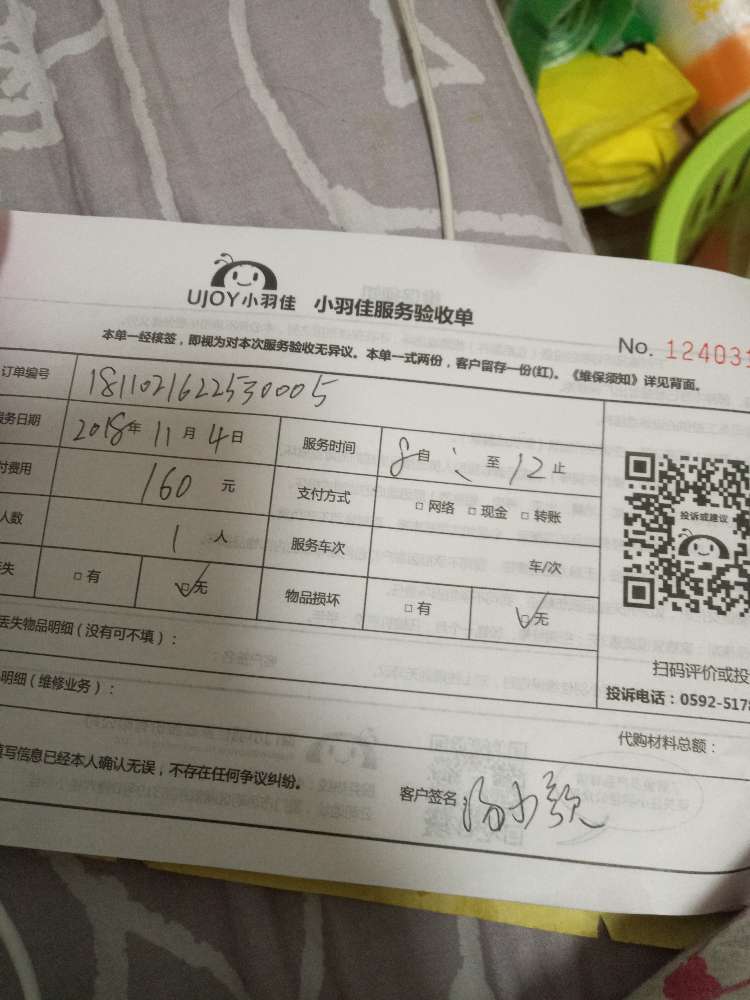 UJOY小羽佳 小羽佳服务验收单
No. 124031
本单一经核签，即视为对本次服务验收无异议。本单一式两份，客户留存一份(红)。《维保须知》详见背面。
订单编号 1811021622530005
务日期 2018年11月4日 服务时间 8自 至12止
付费用 160元 支付方式 □网络 □现金 □转账
人数 1人 服务车次 车/次
失 □有 □无 物品损坏 □有 □无
投诉或建议
丢失物品明细（没有可不填）：
扫码评价或投
明细（维修业务）：
投诉电话：0592-5178
代购材料总额：
写信息已经本人确认无误，不存在任何争议纠纷。
客户签名：